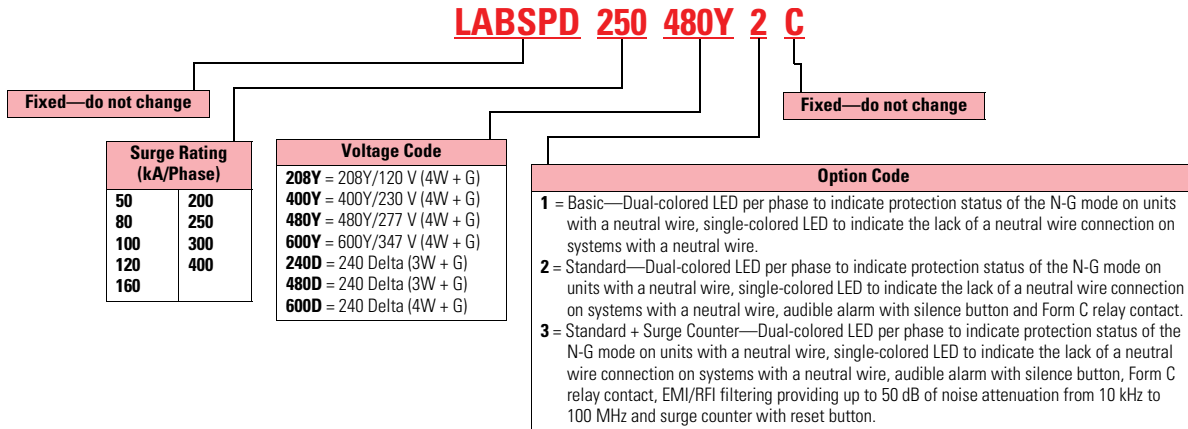 LABSPD 250 480Y 2 C
Fixed—do not change
Fixed—do not change
Surge Rating
(kA/Phase)
50 200
80 250
100 300
120 400
160
Voltage Code
208Y = 208Y/120 V (4W + G)
400Y = 400Y/230 V (4W + G)
480Y = 480Y/277 V (4W + G)
600Y = 600Y/347 V (4W + G)
240D = 240 Delta (3W + G)
480D = 240 Delta (3W + G)
600D = 240 Delta (4W + G)
Option Code
1 = Basic—Dual-colored LED per phase to indicate protection status of the N-G mode on units
with a neutral wire, single-colored LED to indicate the lack of a neutral wire connection on
systems with a neutral wire.
2 = Standard—Dual-colored LED per phase to indicate protection status of the N-G mode on
units with a neutral wire, single-colored LED to indicate the lack of a neutral wire connection
on systems with a neutral wire, audible alarm with silence button and Form C relay contact.
3 = Standard + Surge Counter—Dual-colored LED per phase to indicate protection status of the
N-G mode on units with a neutral wire, single-colored LED to indicate the lack of a neutral
wire connection on systems with a neutral wire, audible alarm with silence button, Form C
relay contact, EMI/RFI filtering providing up to 50 dB of noise attenuation from 10 kHz to
100 MHz and surge counter with reset button.